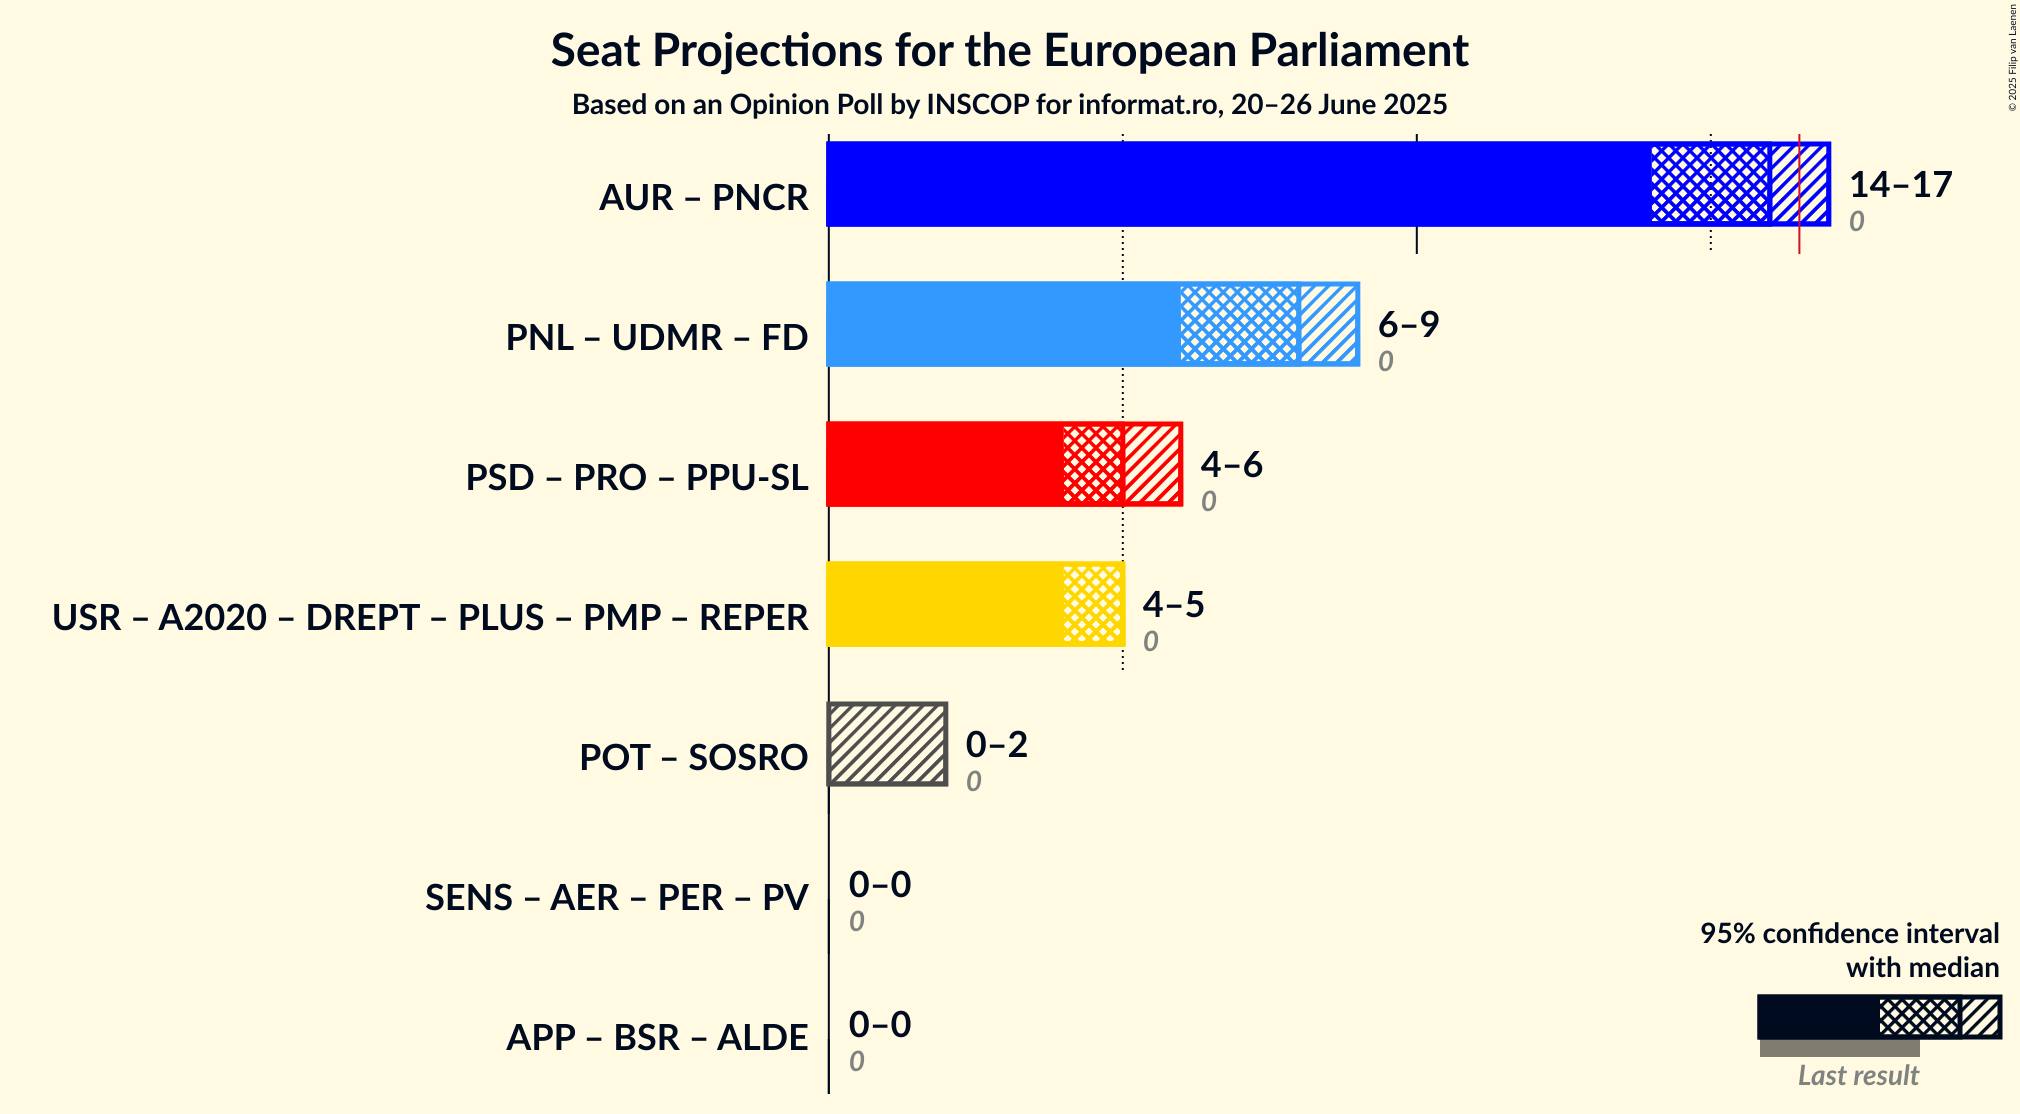 Seat Projections for the European Parliament
Based on an Opinion Poll by INSCOP for informat.ro, 20–26 June 2025
© 2025 Filip van Laenen
AUR – PNCR
14–17
0
PNL – UDMR – FD
6–9
0
PSD – PRO – PPU-SL
4–6
0
USR – A2020 – DREPT – PLUS – PMP – REPER
4–5
0
POT – SOSRO
0–2
0
SENS – AER – PER – PV
0–0
0
APP – BSR – ALDE
0–0
0
95% confidence interval
with median
Last result